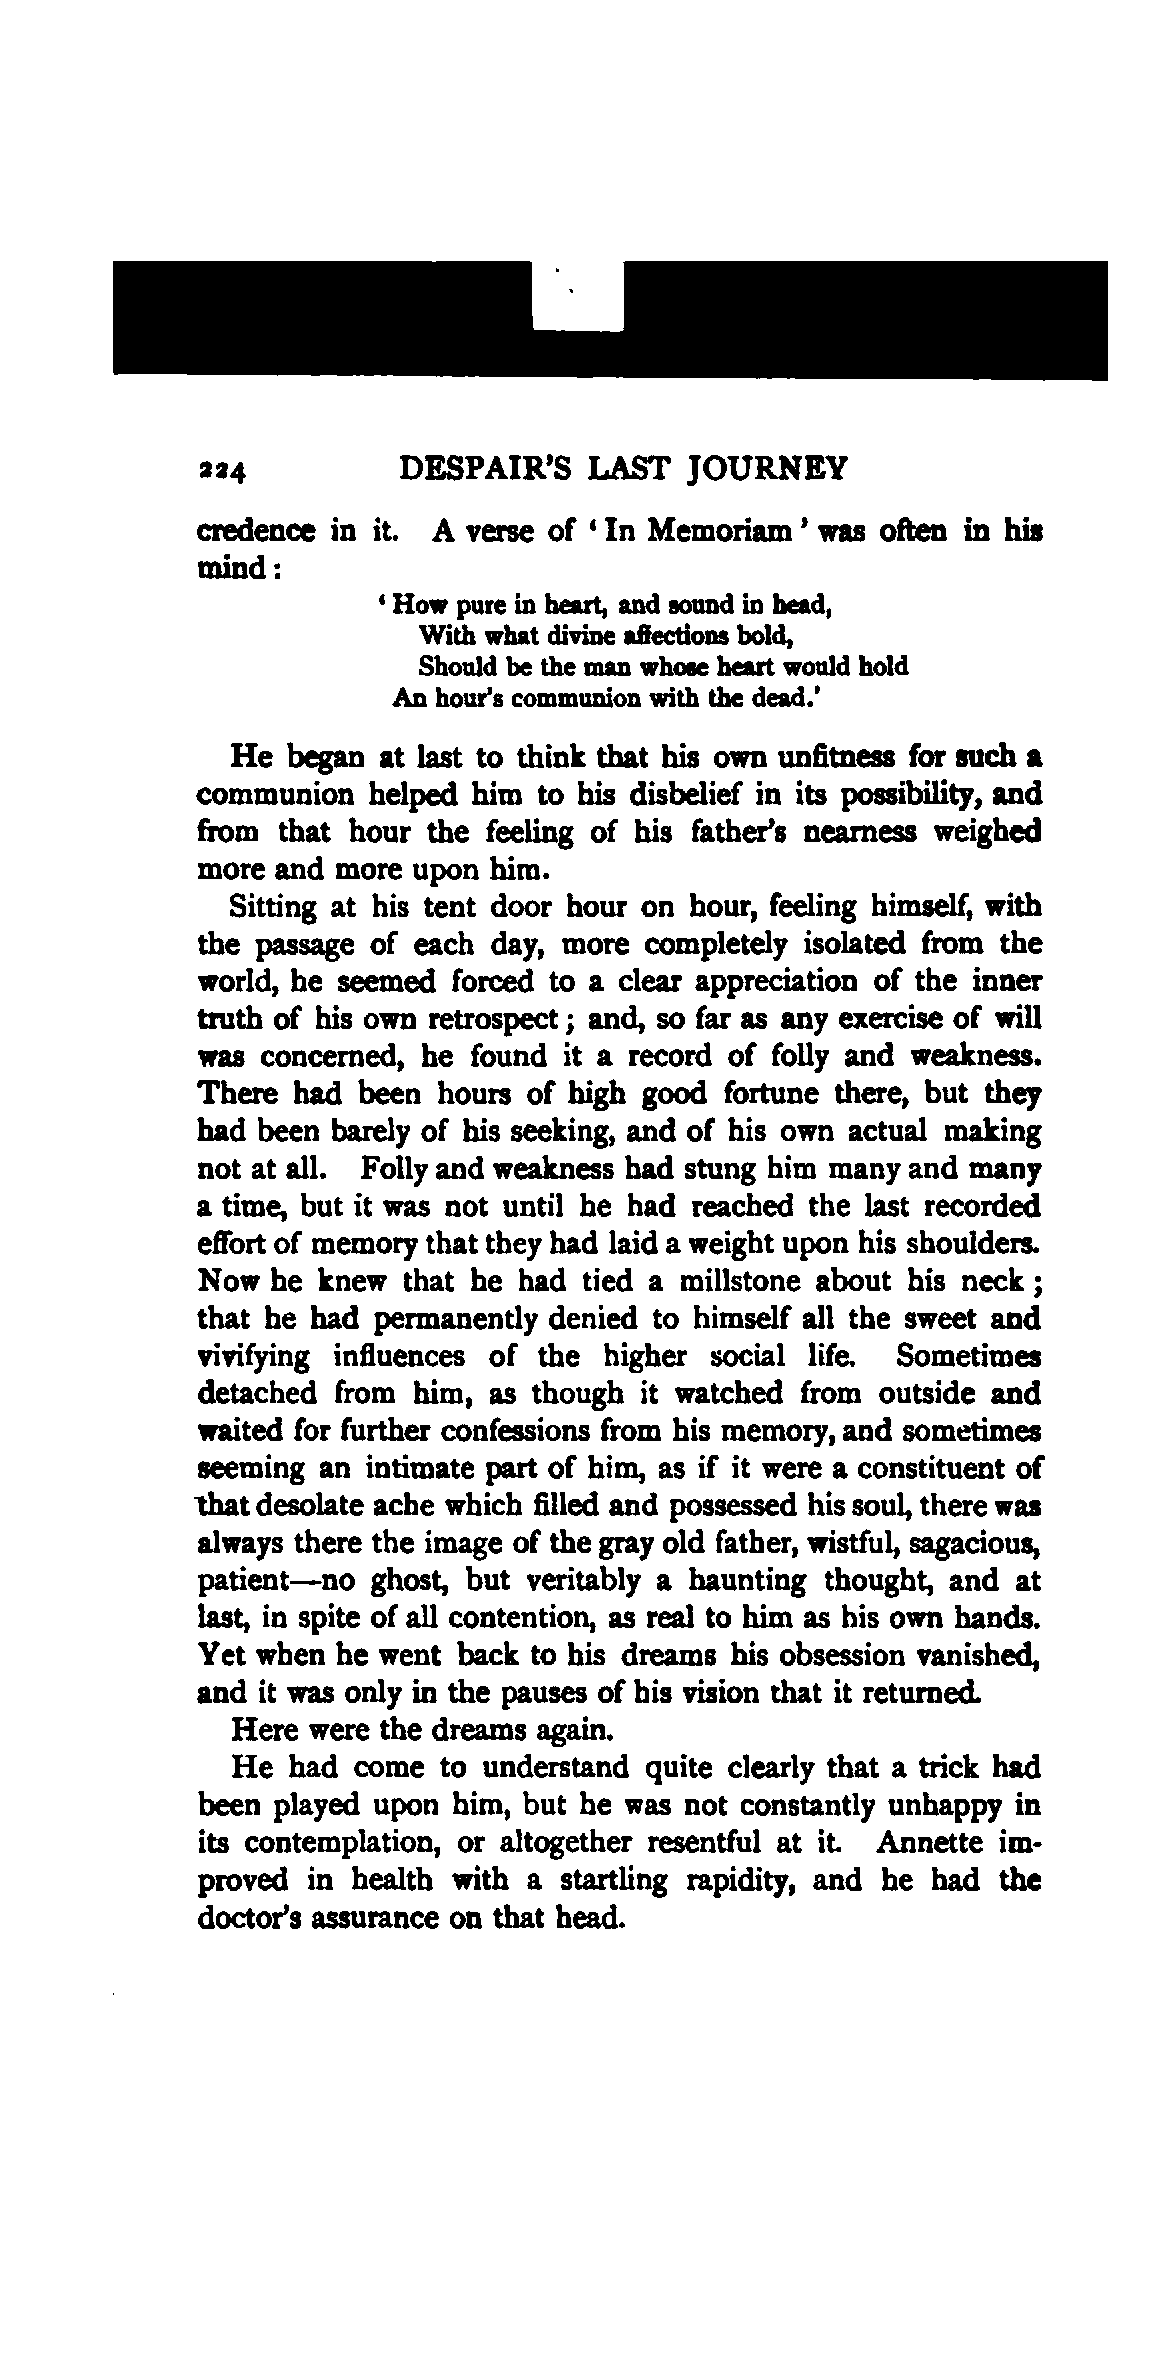 224 DESPAIR'S LAST JOURNEY
credence in it. A verse of ‘In Memoriam’ was often in his
mind:
‘How pure in heart, and sound in head,
With what divine affections bold,
Should be the man whose heart would hold
An hour's communion with the dead.’
He began at last to think that his own unfitness for such a
communion helped him to his disbelief in its possibility, and
from that hour the feeling of his father's nearness weighed
more and more upon him.
Sitting at his tent door hour on hour, feeling himself, with
the passage of each day, more completely isolated from the
world, he seemed forced to a clear appreciation of the inner
truth of his own retrospect; and, so far as any exercise of will
was concerned, he found it a record of folly and weakness.
There had been hours of high good fortune there, but they
had been barely of his seeking, and of his own actual making
not at all. Folly and weakness had stung him many and many
a time, but it was not until he had reached the last recorded
effort of memory that they had laid a weight upon his shoulders.
Now he knew that he had tied a millstone about his neck;
that he had permanently denied to himself all the sweet and
vivifying influences of the higher social life. Sometimes
detached from him, as though it watched from outside and
waited for further confessions from his memory, and sometimes
seeming an intimate part of him, as if it were a constituent of
that desolate ache which filled and possessed his soul, there was
always there the image of the gray old father, wistful, sagacious,
patient—no ghost, but veritably a haunting thought, and at
last, in spite of all contention, as real to him as his own hands.
Yet when he went back to his dreams his obsession vanished,
and it was only in the pauses of his vision that it returned.
Here were the dreams again.
He had come to understand quite clearly that a trick had
been played upon him, but he was not constantly unhappy in
its contemplation, or altogether resentful at it. Annette im-
proved in health with a startling rapidity, and he had the
doctor's assurance on that head.